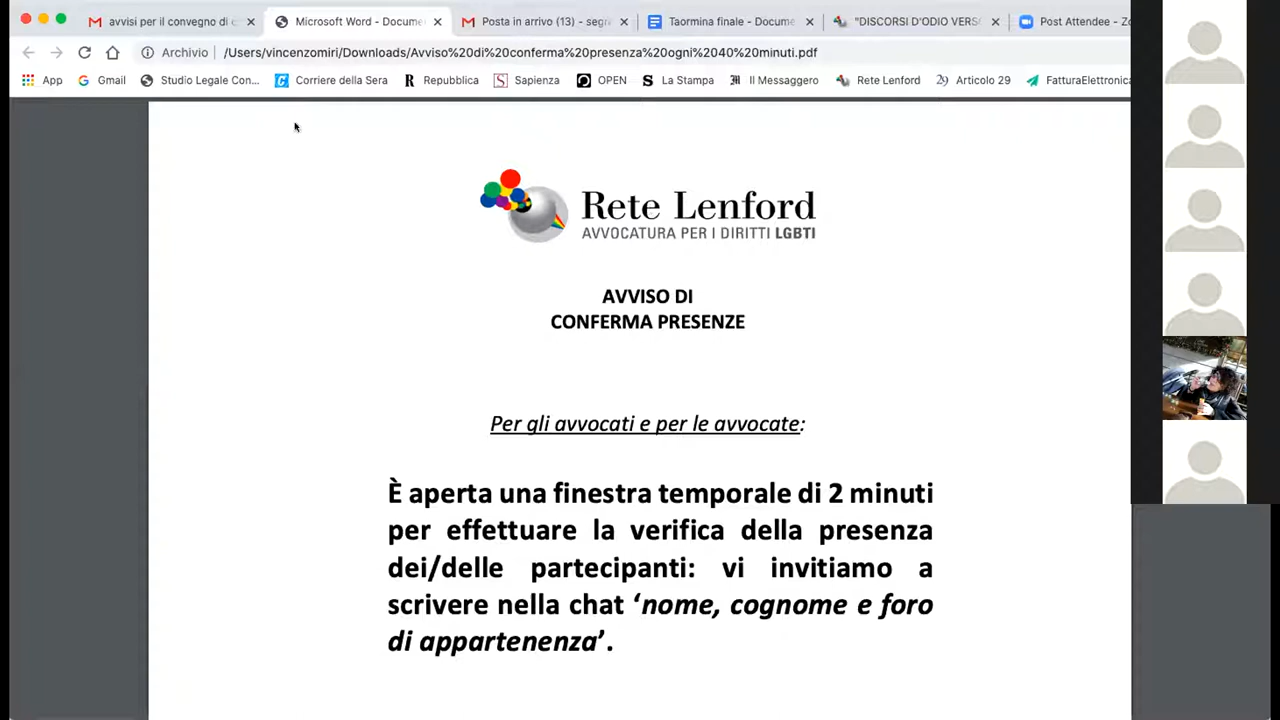 avvisi per il convegno di c
Microsoft Word - Docume
Posta in arrivo (13) - segr
Taormina finale - Docume
"DISCORSI D'ODIO VERS
Post Attendee - Zo
Archivio
/Users/vincenzomiri/Downloads/Avviso%20di%20conferma%20presenza%20ogni%2040%20minuti.pdf
App
Gmail
Studio Legale Con...
Corriere della Sera
Repubblica
Sapienza
OPEN
La Stampa
Il Messaggero
Rete Lenford
Articolo 29
FatturaElettronica
Rete Lenford
AVVOCATURA PER I DIRITTI LGBTI
AVVISO DI
CONFERMA PRESENZE
Per gli avvocati e per le avvocate:
È aperta una finestra temporale di 2 minuti
per effettuare la verifica della presenza
dei/delle partecipanti: vi invitiamo a
scrivere nella chat ‘nome, cognome e foro
di appartenenza’.